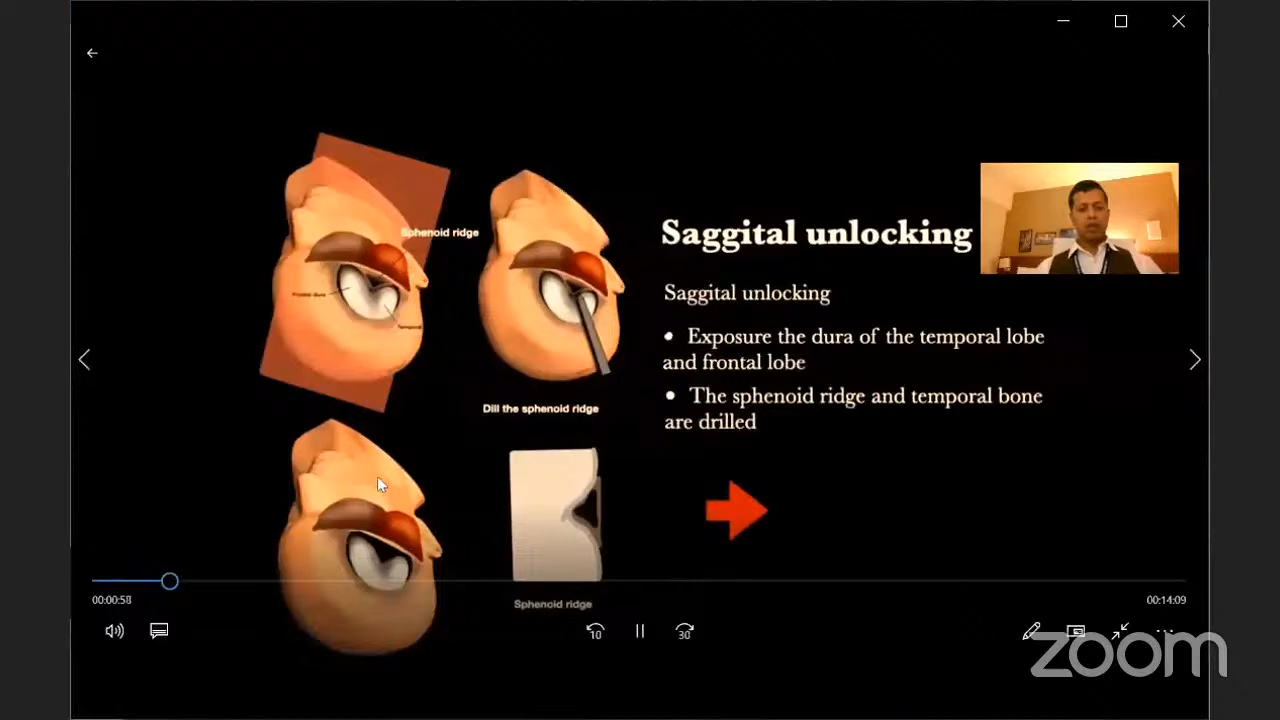 Saggital unlocking
Sphenoid ridge
Saggital unlocking
• Exposure the dura of the temporal lobe
and frontal lobe
• The sphenoid ridge and temporal bone
are drilled
Dill the sphenoid ridge
Sphenoid ridge
00:00:58
00:14:09
10
30
zoom